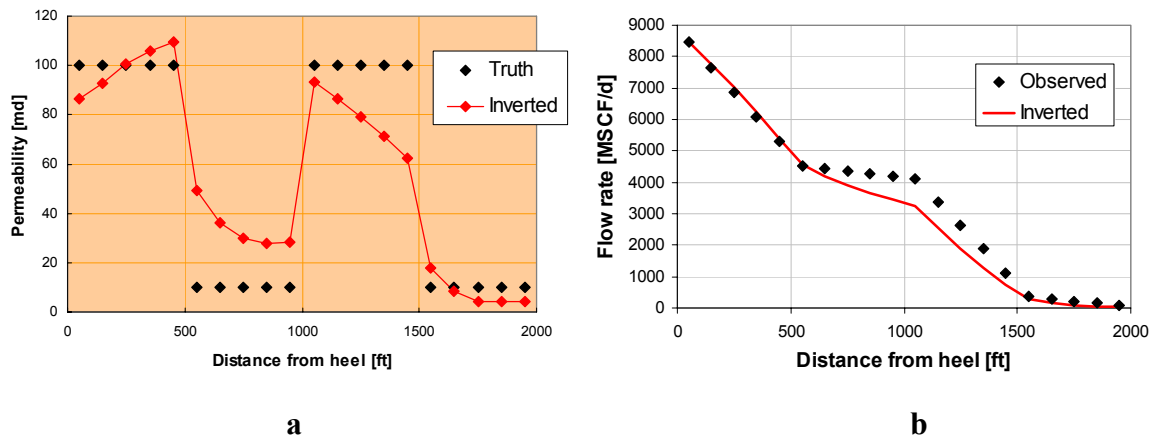 120
100
80
60
40
20
0
Permeability [md]
0 500 1000 1500 2000
Distance from heel [ft]
Truth
Inverted
a
9000
8000
7000
6000
5000
4000
3000
2000
1000
0
Flow rate [MSCF/d]
0 500 1000 1500 2000
Distance from heel [ft]
Observed
Inverted
b